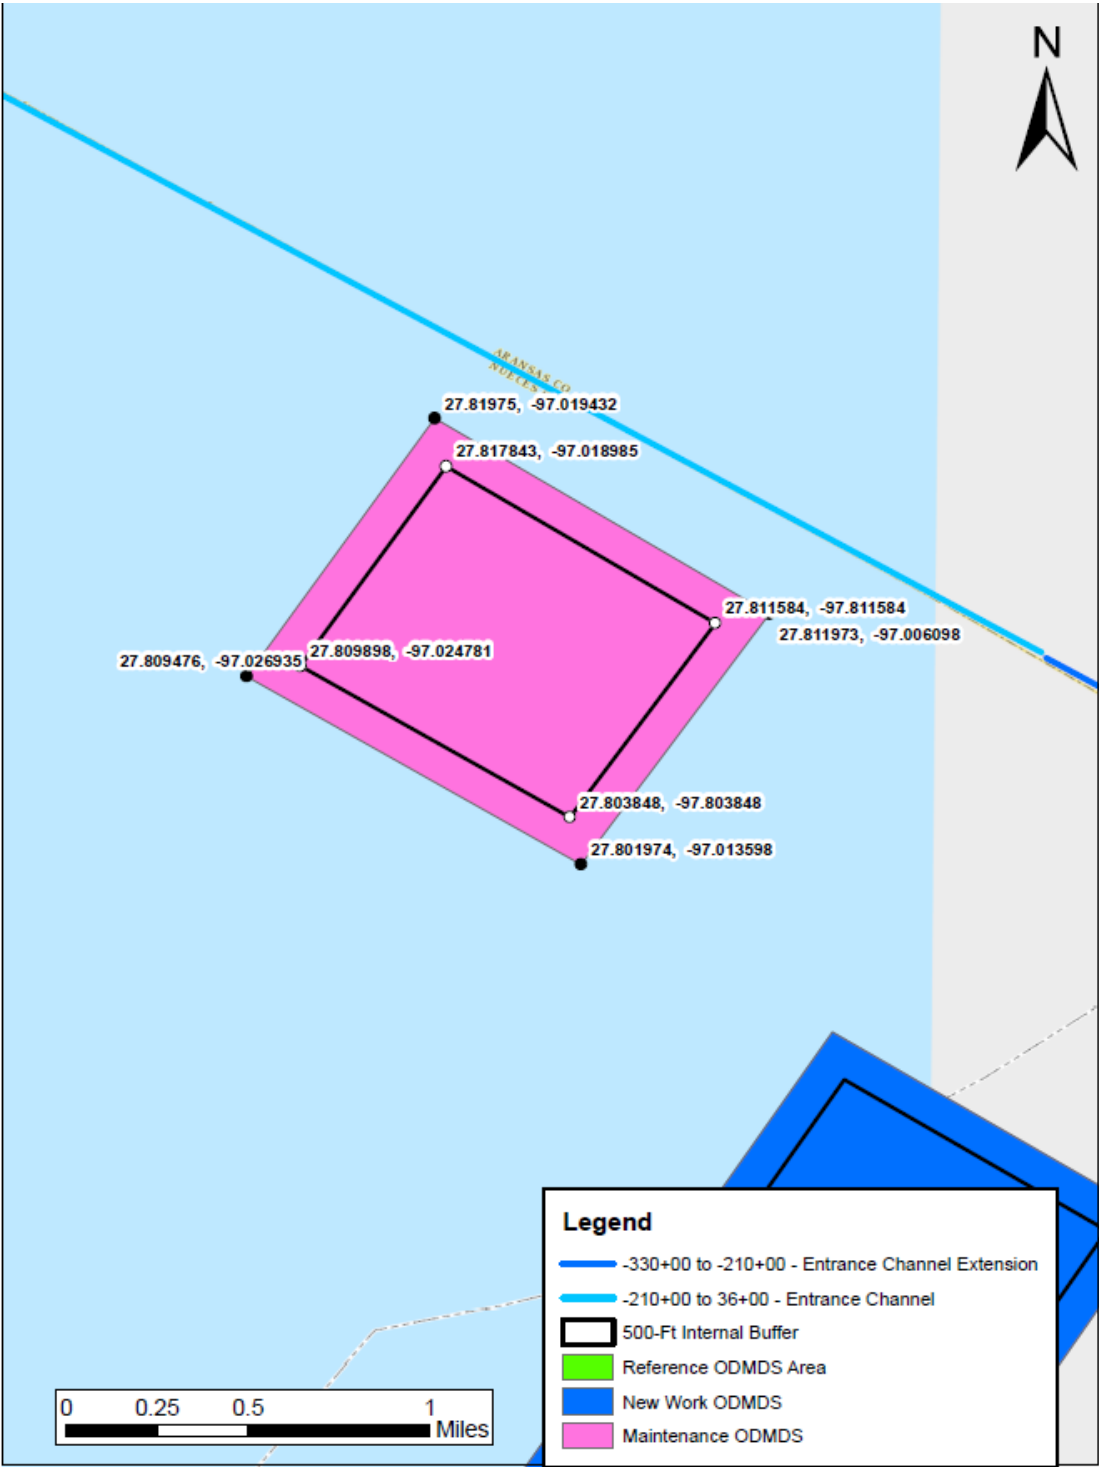 N
ARANSAS CO
NUECES
27.81975, -97.019432
27.817843, -97.018985
27.811584, -97.811584
27.811973, -97.006098
27.809898, -97.024781
27.809476, -97.026935
27.803848, -97.803848
27.801974, -97.013598
Legend
-330+00 to -210+00 - Entrance Channel Extension
-210+00 to 36+00 - Entrance Channel
500-Ft Internal Buffer
Reference ODMDS Area
New Work ODMDS
Maintenance ODMDS
0 0.25 0.5 1
Miles